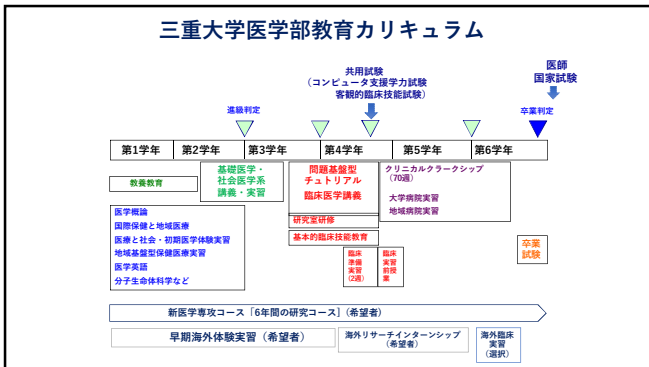 三重大学医学部教育カリキュラム
共用試験
（コンピュータ支援学力試験
客観的臨床技能試験）
医師
国家試験
進級判定
卒業判定
第1学年
第2学年
第3学年
第4学年
第5学年
第6学年
教養教育
基礎医学・
社会医学系
講義・実習
問題基盤型
チュトリアル
臨床医学講義
クリニカルクラークシップ
（70週）
大学病院実習
地域病院実習
医学概論
国際保健と地域医療
医療と社会・初期医学体験実習
地域基盤型保健医療実習
医学英語
分子生命体科学など
研究室研修
基本的臨床技能教育
臨床
準備
実習
(2週)
臨床
実習
前授
業
卒業
試験
新医学専攻コース「6年間の研究コース」（希望者）
早期海外体験実習（希望者）
海外リサーチインターンシップ
（希望者）
海外臨床
実習
（選択）